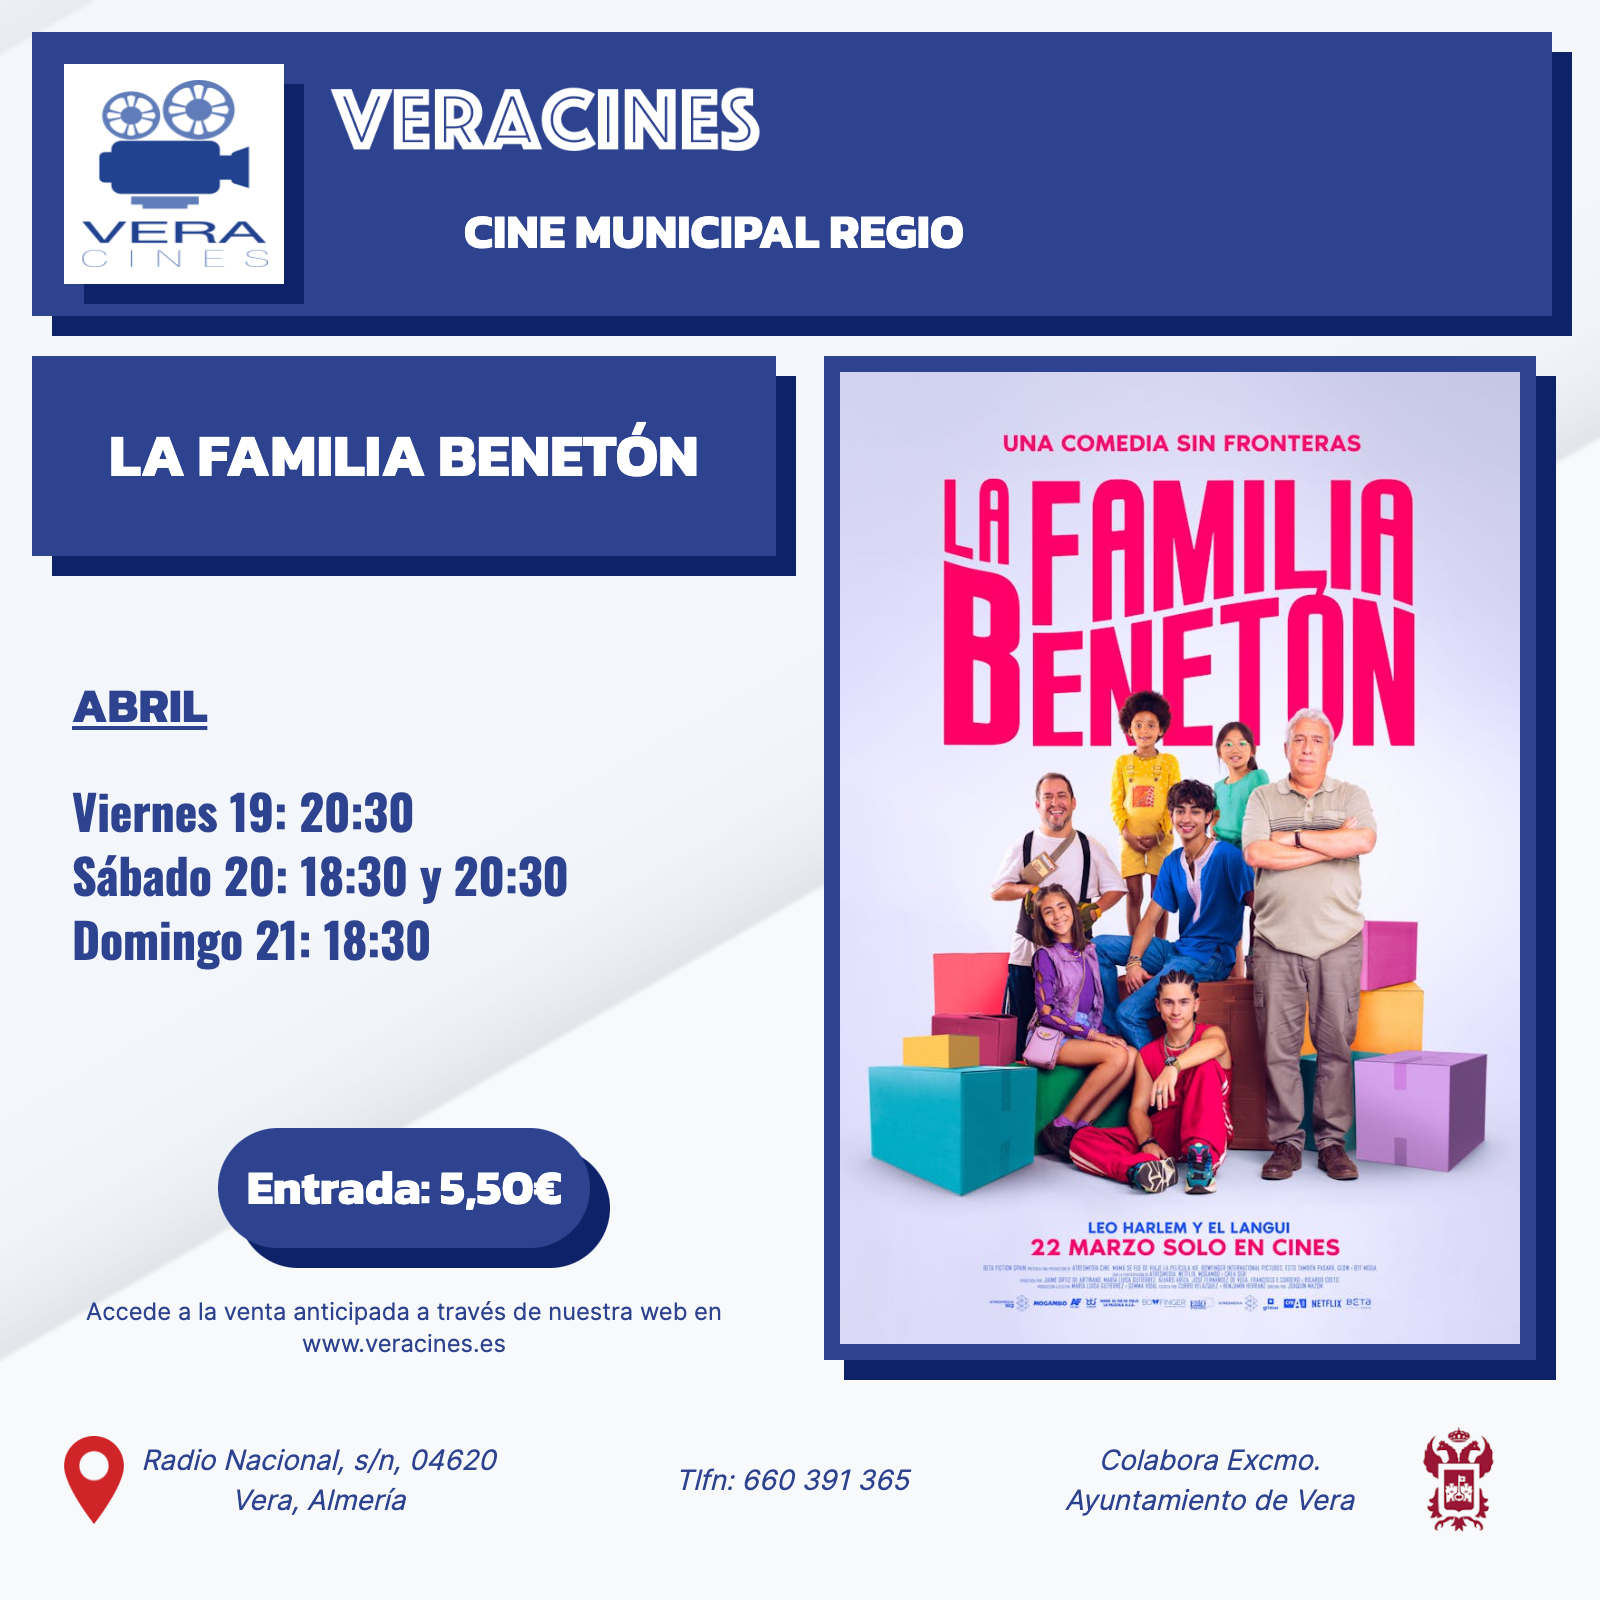 VERA
CINES
VERACINES
CINE MUNICIPAL REGIO
LA FAMILIA BENETÓN
ABRIL
Viernes 19: 20:30
Sábado 20: 18:30 y 20:30
Domingo 21: 18:30
Entrada: 5,50€
Accede a la venta anticipada a través de nuestra web en
www.veracines.es
UNA COMEDIA SIN FRONTERAS
LA FAMILIA
BENETÓN
LEO HARLEM Y EL LANGUI
22 MARZO SOLO EN CINES
MOGAMBO
BOWFINGER
NETFLIX
BETA
Radio Nacional, s/n, 04620
Vera, Almería
Tlfn: 660 391 365
Colabora Excmo.
Ayuntamiento de Vera